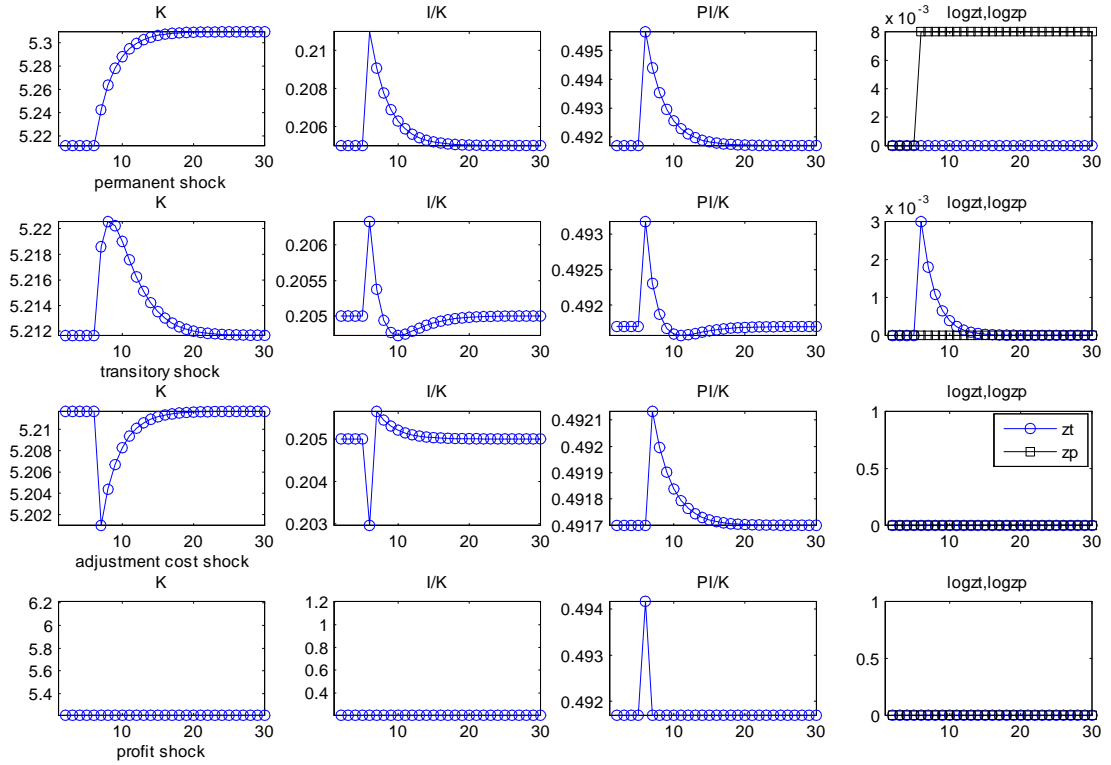 K I/K PI/K logzt,logzp
5.3
5.28
5.26
5.24
5.22
10 20 30
0.21
0.208
0.206
10 20 30
0.495
0.494
0.493
0.492
10 20 30
8 x 10^-3
6
4
2
0
10 20 30
permanent shock
K I/K PI/K logzt,logzp
5.22
5.218
5.216
5.214
5.212
10 20 30
0.206
0.2055
0.205
10 20 30
0.493
0.4925
0.492
10 20 30
3 x 10^-3
2
1
0
10 20 30
transitory shock
K I/K PI/K logzt,logzp
5.21
5.207
5.204
5.201
10 20 30
0.205
0.204
0.203
10 20 30
0.4921
0.492
0.4919
0.4918
0.4917
10 20 30
1
0.5
0
zt
zp
10 20 30
adjustment cost shock
K I/K PI/K logzt,logzp
6.2
6
5.8
5.6
5.4
10 20 30
1.2
1
0.8
0.6
0.4
10 20 30
0.494
0.493
0.492
10 20 30
1
0.5
0
10 20 30
profit shock